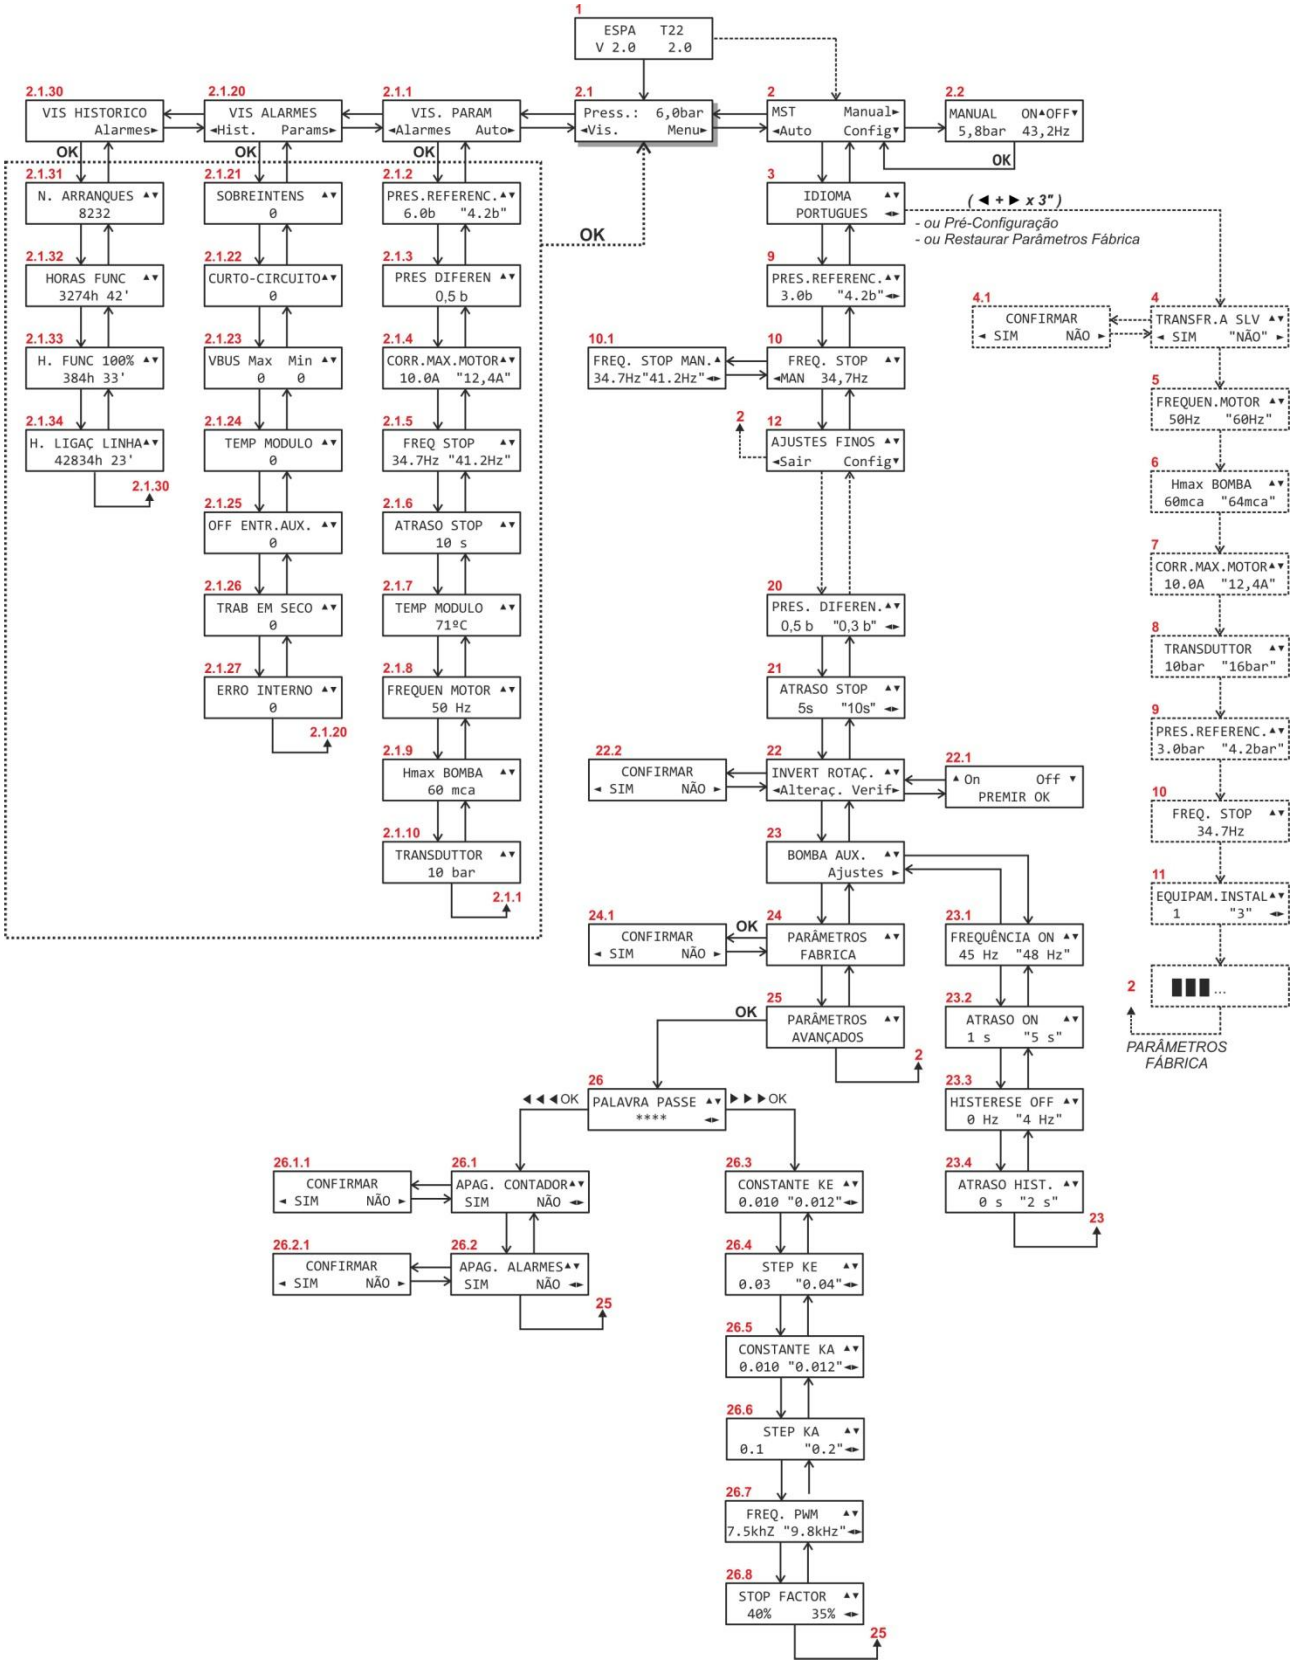 1
ESPA T22
V 2.0 2.0
2.1.30
VIS HISTORICO
Alarmes►
OK
2.1.20
VIS ALARMES
◄Hist. Params►
OK
2.1.1
VIS. PARAM
◄Alarmes Auto►
OK
2.1
Press.: 6,0bar
◄Vis. Menu►
2
MST Manual►
◄Auto Config▼
2.2
MANUAL ON▲OFF▼
5,8bar 43,2Hz
OK
2.1.31
N. ARRANQUES ▲▼
8232
2.1.32
HORAS FUNC ▲▼
3274h 42'
2.1.33
H. FUNC 100% ▲▼
384h 33'
2.1.34
H. LIGAÇ LINHA▲▼
42834h 23'
2.1.30
2.1.21
SOBREINTENS ▲▼
0
2.1.22
CURTO-CIRCUITO▲▼
0
2.1.23
VBUS Max Min ▲▼
0 0
2.1.24
TEMP MODULO ▲▼
0
2.1.25
OFF ENTR.AUX. ▲▼
0
2.1.26
TRAB EM SECO ▲▼
0
2.1.27
ERRO INTERNO ▲▼
0
2.1.20
2.1.2
PRES.REFERENC.▲▼
6.0b "4.2b"
2.1.3
PRES DIFEREN ▲▼
0,5 b
2.1.4
CORR.MAX.MOTOR▲▼
10.0A "12,4A"
2.1.5
FREQ STOP ▲▼
34.7Hz "41.2Hz"
2.1.6
ATRASO STOP ▲▼
10 s
2.1.7
TEMP MODULO ▲▼
71ºC
2.1.8
FREQUEN MOTOR ▲▼
50 Hz
2.1.9
Hmax BOMBA ▲▼
60 mca
2.1.10
TRANSDUTTOR ▲▼
10 bar
2.1.1
OK
3
IDIOMA ▲▼
PORTUGUES ◄►
( ◄ + ► x 3" )
- ou Pré-Configuração
- ou Restaurar Parâmetros Fábrica
9
PRES.REFERENC.▲▼
3.0b "4.2b"◄►
10.1
FREQ. STOP MAN.▲
34.7Hz"41.2Hz"◄►
10
FREQ. STOP ▲▼
◄MAN 34,7Hz
2
12
AJUSTES FINOS ▲▼
◄Sair Config▼
20
PRES. DIFEREN.▲▼
0,5 b "0,3 b" ◄►
21
ATRASO STOP ▲▼
5s "10s" ◄►
22.2
CONFIRMAR
◄ SIM NÃO ►
22
INVERT ROTAÇ. ▲▼
◄Alteraç. Verif►
22.1
▲ On Off ▼
PREMIR OK
23
BOMBA AUX. ▲▼
Ajustes ►
24.1
CONFIRMAR
◄ SIM NÃO ►
OK
24
PARÂMETROS ▲▼
FABRICA
25
PARÂMETROS ▲▼
AVANÇADOS
OK
2
23.1
FREQUÊNCIA ON ▲▼
45 Hz "48 Hz"
23.2
ATRASO ON ▲▼
1 s "5 s"
23.3
HISTERESE OFF ▲▼
0 Hz "4 Hz"
23.4
ATRASO HIST. ▲▼
0 s "2 s"
23
4.1
CONFIRMAR
◄ SIM NÃO ►
4
TRANSFR.A SLV ▲▼
◄ SIM "NÃO" ►
5
FREQUEN.MOTOR ▲▼
50Hz "60Hz"
6
Hmax BOMBA ▲▼
60mca "64mca"
7
CORR.MAX.MOTOR▲▼
10.0A "12,4A"
8
TRANSDUTTOR ▲▼
10bar "16bar"
9
PRES.REFERENC.▲▼
3.0bar "4.2bar"
10
FREQ. STOP ▲▼
34.7Hz
11
EQUIPAM.INSTAL▲▼
1 "3" ◄►
2
███...
PARÂMETROS
FÁBRICA
26
PALAVRA PASSE ▲▼
**** ◄►
◄◄◄OK
►►►OK
26.1.1
CONFIRMAR
◄ SIM NÃO ►
26.1
APAG. CONTADOR▲▼
SIM NÃO ◄►
26.2.1
CONFIRMAR
◄ SIM NÃO ►
26.2
APAG. ALARMES▲▼
SIM NÃO ◄►
25
26.3
CONSTANTE KE ▲▼
0.010 "0.012"◄►
26.4
STEP KE ▲▼
0.03 "0.04"◄►
26.5
CONSTANTE KA ▲▼
0.010 "0.012"◄►
26.6
STEP KA ▲▼
0.1 "0.2"◄►
26.7
FREQ. PWM ▲▼
7.5khZ "9.8kHz"◄►
26.8
STOP FACTOR ▲▼
40% 35% ◄►
25